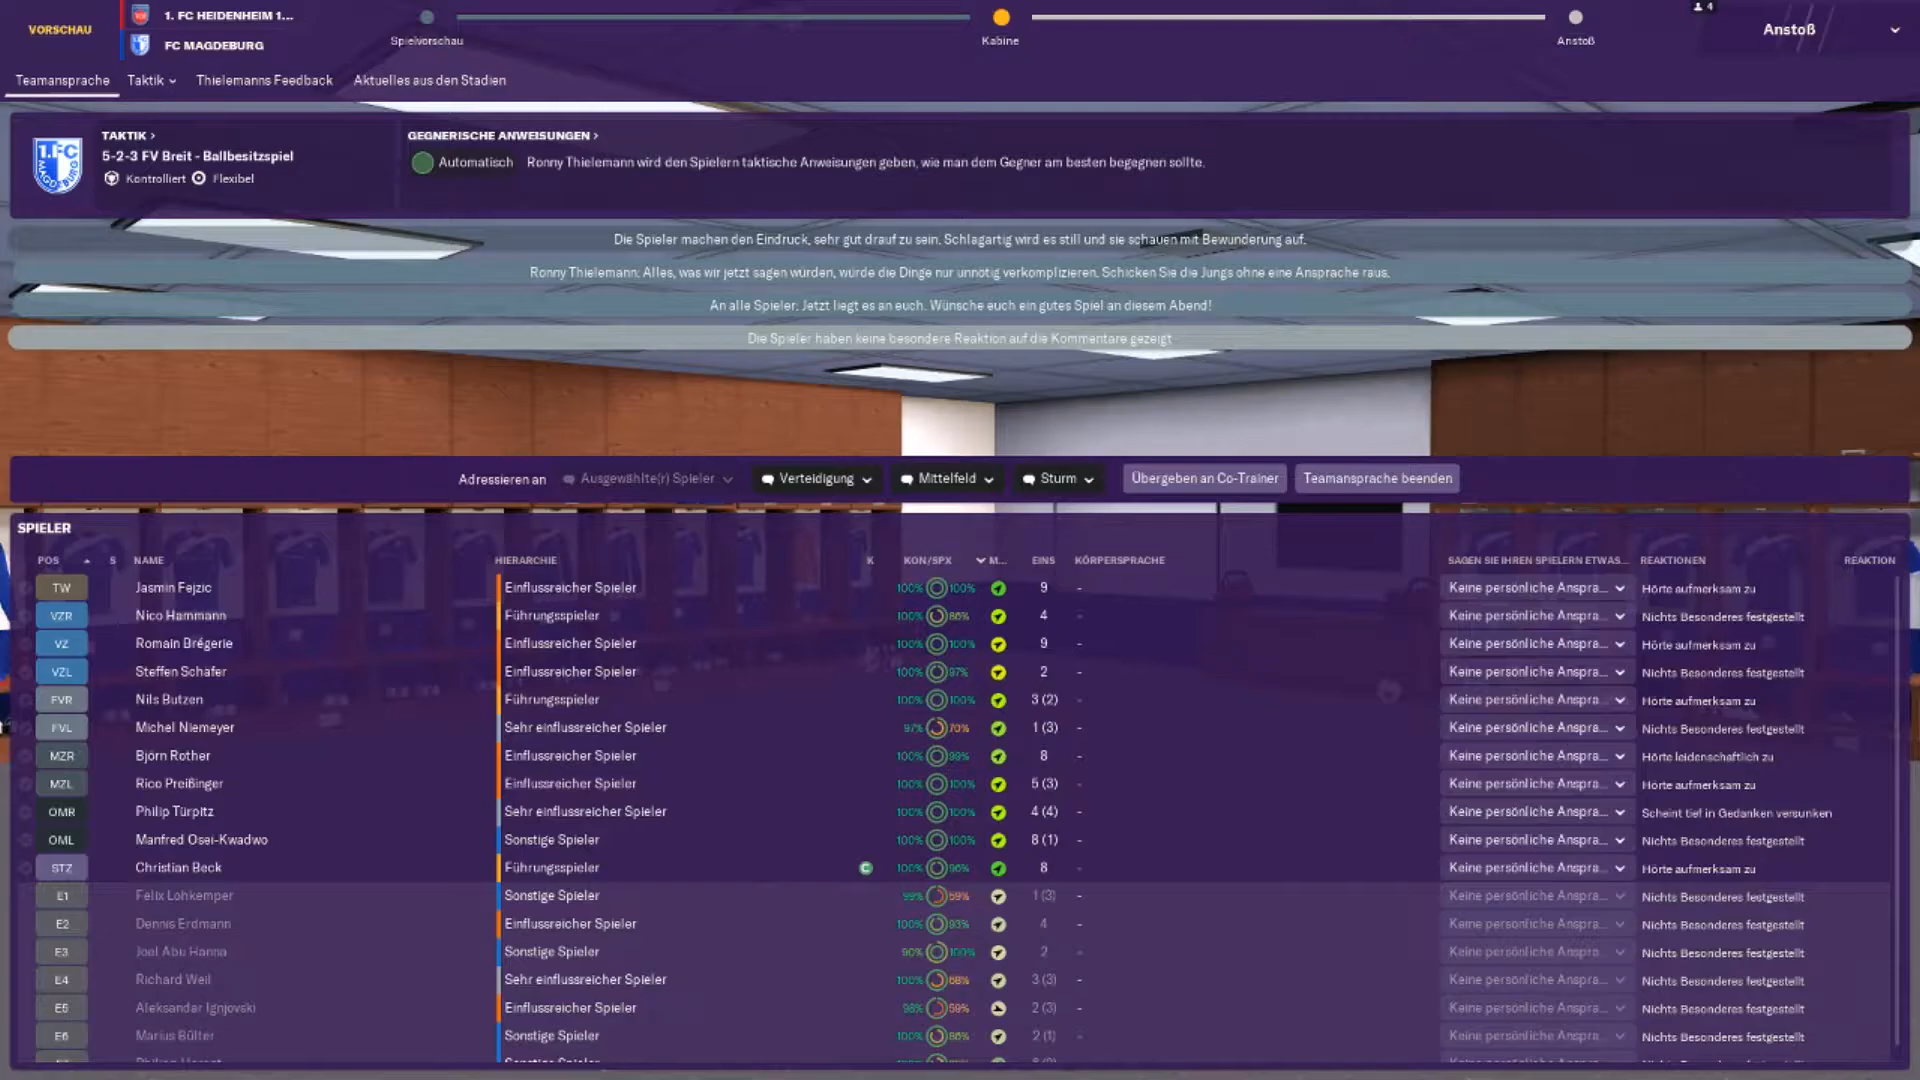 VORSCHAU
1. FC HEIDENHEIM 1...
FC MAGDEBURG
Spielvorschau
Kabine
Anstoß
4
Anstoß
Teamansprache Taktik Thielemanns Feedback Aktuelles aus den Stadien
TAKTIK >
5-2-3 FV Breit - Ballbesitzspiel
Kontrolliert Flexibel
GEGNERISCHE ANWEISUNGEN >
Automatisch Ronny Thielemann wird den Spielern taktische Anweisungen geben, wie man dem Gegner am besten begegnen sollte.
1.FC MAGDEBURG
Die Spieler machen den Eindruck, sehr gut drauf zu sein. Schlagartig wird es still und sie schauen mit Bewunderung auf.
Ronny Thielemann: Alles, was wir jetzt sagen würden, würde die Dinge nur unnötig verkomplizieren. Schicken Sie die Jungs ohne eine Ansprache raus.
An alle Spieler: Jetzt liegt es an euch. Wünsche euch ein gutes Spiel an diesem Abend!
Die Spieler haben keine besondere Reaktion auf die Kommentare gezeigt
Adressieren an Ausgewählte(r) Spieler Verteidigung Mittelfeld Sturm Übergeben an Co-Trainer Teamansprache beenden
SPIELER
POS S NAME HIERARCHIE K KON/SPX M... EINS KÖRPERSPRACHE SAGEN SIE IHREN SPIELERN ETWAS... REAKTIONEN REAKTION
TW Jasmin Fejzic Einflussreicher Spieler 100% 100% 9 - Keine persönliche Anspra... Hörte aufmerksam zu
VZR Nico Hammann Führungsspieler 100% 86% 4 - Keine persönliche Anspra... Nichts Besonderes festgestellt
VZ Romain Brégerie Einflussreicher Spieler 100% 100% 9 - Keine persönliche Anspra... Hörte aufmerksam zu
VZL Steffen Schäfer Einflussreicher Spieler 100% 97% 2 - Keine persönliche Anspra... Nichts Besonderes festgestellt
FVR Nils Butzen Führungsspieler 100% 100% 3 (2) - Keine persönliche Anspra... Hörte aufmerksam zu
FVL Michel Niemeyer Sehr einflussreicher Spieler 97% 70% 1 (3) - Keine persönliche Anspra... Nichts Besonderes festgestellt
MZR Björn Rother Einflussreicher Spieler 100% 99% 8 - Keine persönliche Anspra... Hörte leidenschaftlich zu
MZL Rico Preißinger Einflussreicher Spieler 100% 100% 5 (3) - Keine persönliche Anspra... Hörte aufmerksam zu
OMR Philip Türpitz Sehr einflussreicher Spieler 100% 100% 4 (4) - Keine persönliche Anspra... Scheint tief in Gedanken versunken
OML Manfred Osei-Kwadwo Sonstige Spieler 100% 100% 8 (1) - Keine persönliche Anspra... Nichts Besonderes festgestellt
STZ Christian Beck Führungsspieler C 100% 96% 8 - Keine persönliche Anspra... Hörte aufmerksam zu
E1 Felix Lohkemper Sonstige Spieler 99% 59% 1 (3) - Keine persönliche Anspra... Nichts Besonderes festgestellt
E2 Dennis Erdmann Einflussreicher Spieler 100% 93% 4 - Keine persönliche Anspra... Nichts Besonderes festgestellt
E3 Joel Abu Hanna Sonstige Spieler 90% 100% 2 - Keine persönliche Anspra... Nichts Besonderes festgestellt
E4 Richard Weil Sehr einflussreicher Spieler 100% 68% 3 (3) - Keine persönliche Anspra... Nichts Besonderes festgestellt
E5 Aleksandar Ignjovski Einflussreicher Spieler 98% 59% 2 (3) - Keine persönliche Anspra... Nichts Besonderes festgestellt
E6 Marius Bülter Sonstige Spieler 100% 86% 2 (1) - Keine persönliche Anspra... Nichts Besonderes festgestellt